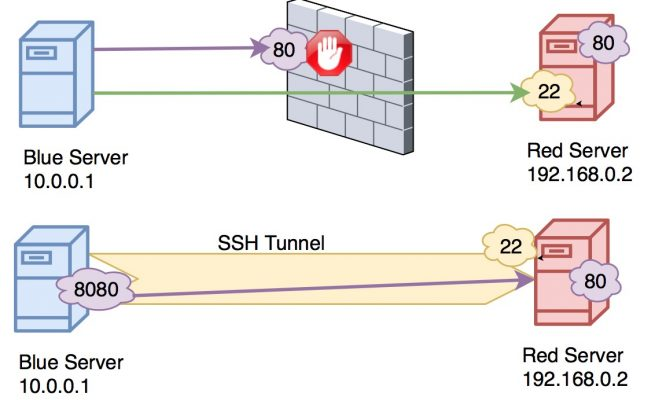 80
80
22
Blue Server
10.0.0.1
Red Server
192.168.0.2
SSH Tunnel
22
8080
80
Blue Server
10.0.0.1
Red Server
192.168.0.2